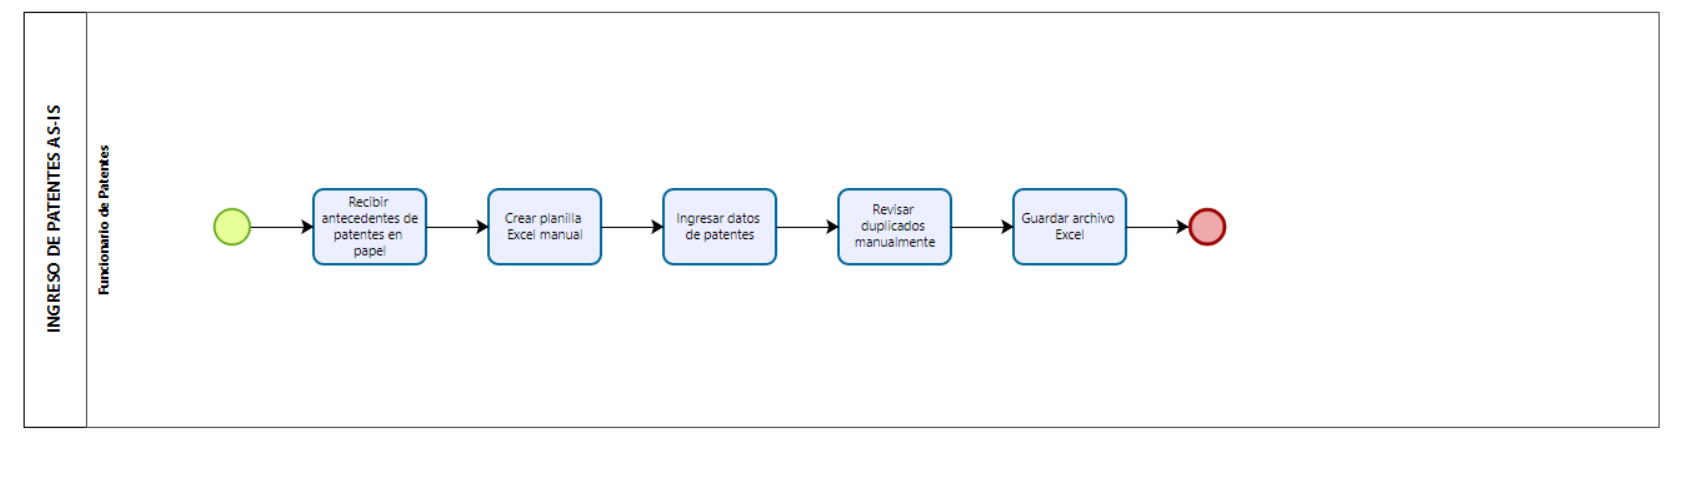 INGRESO DE PATENTES AS-IS
Funcionario de Patentes
Recibir
antecedentes de
patentes en
papel
Crear planilla
Excel manual
Ingresar datos
de patentes
Revisar
duplicados
manualmente
Guardar archivo
Excel